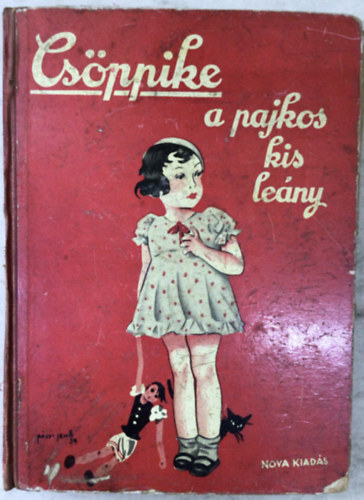 Csöppike
a pajkos
kis
leány
NOVA KIADÁS